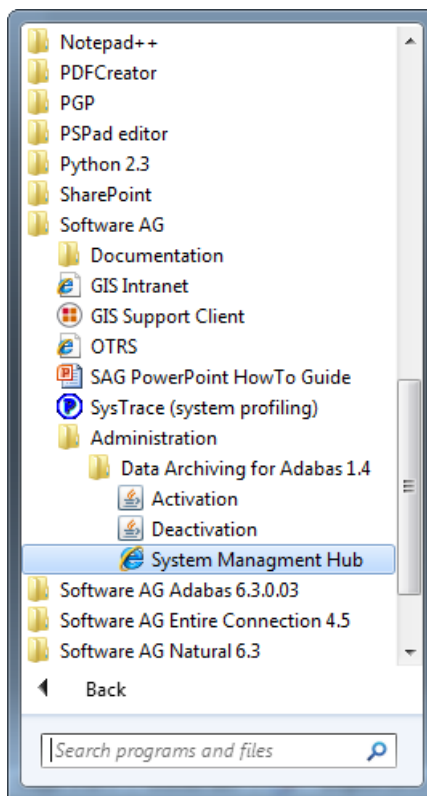 Notepad++
PDFCreator
PGP
PSPad editor
Python 2.3
SharePoint
Software AG
Documentation
GIS Intranet
GIS Support Client
OTRS
SAG PowerPoint HowTo Guide
SysTrace (system profiling)
Administration
Data Archiving for Adabas 1.4
Activation
Deactivation
System Managment Hub
Software AG Adabas 6.3.0.03
Software AG Entire Connection 4.5
Software AG Natural 6.3
Back
Search programs and files